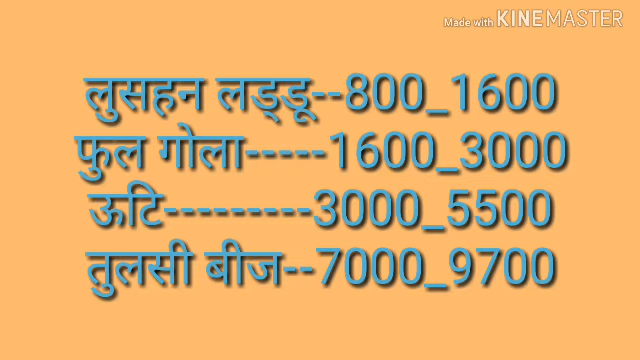 Made with KINEMASTER
लुसहन लड्डू--800_1600
फुल गोला-----1600_3000
ऊटि---------3000_5500
तुलसी बीज--7000_9700